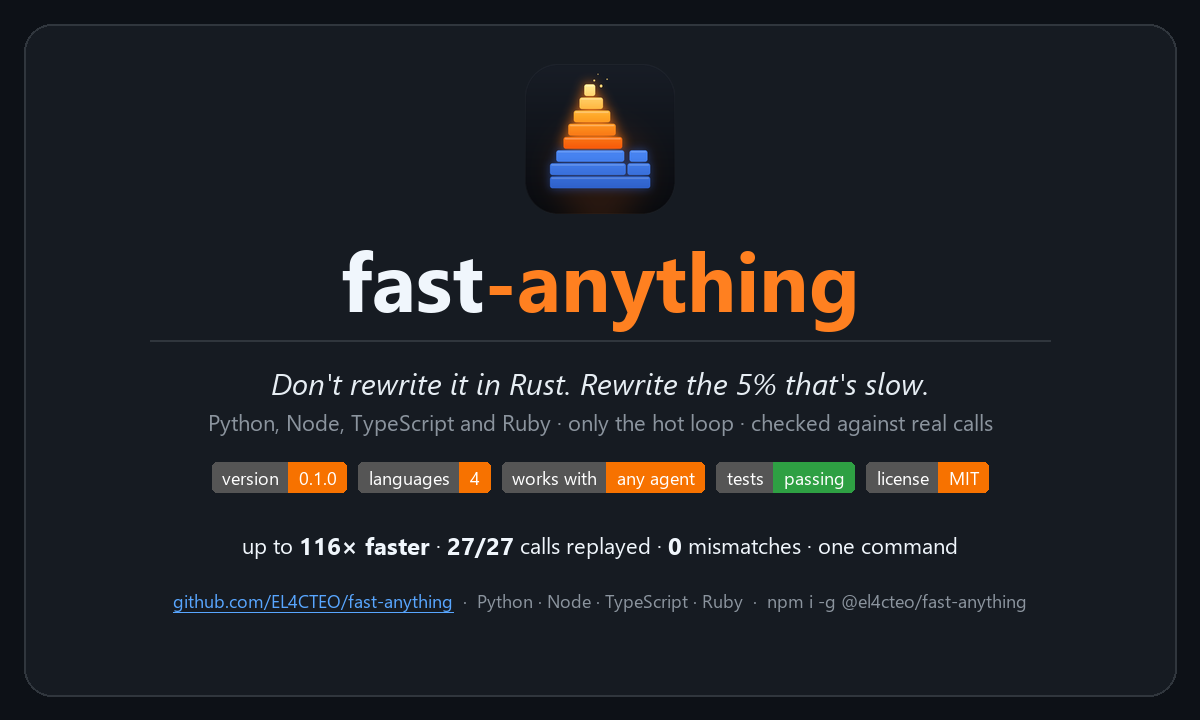 fast-anything
Don't rewrite it in Rust. Rewrite the 5% that's slow.
Python, Node, TypeScript and Ruby · only the hot loop · checked against real calls
version 0.1.0 languages 4 works with any agent tests passing license MIT
up to 116× faster · 27/27 calls replayed · 0 mismatches · one command
github.com/EL4CTEO/fast-anything · Python · Node · TypeScript · Ruby · npm i -g @el4cteo/fast-anything